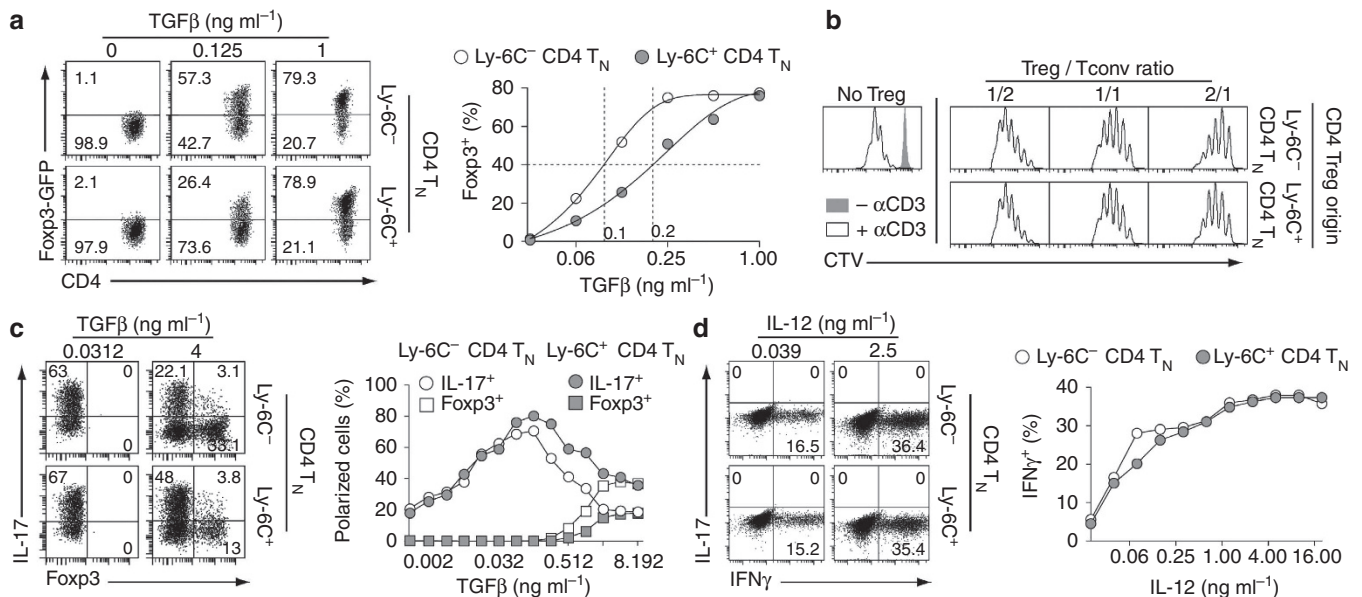 a
TGFβ (ng ml⁻¹)
0 0.125 1
1.1 57.3 79.3
98.9 42.7 20.7
2.1 26.4 78.9
97.9 73.6 21.1
Foxp3-GFP
CD4
Ly-6C⁻
Ly-6C⁺
CD4 T_N
Ly-6C⁻ CD4 T_N Ly-6C⁺ CD4 T_N
Foxp3⁺ (%)
80
60
40
20
0
0.1 0.2
0.06 0.25 1.00
TGFβ (ng ml⁻¹)
b
Treg / Tconv ratio
No Treg 1/2 1/1 2/1
– αCD3
+ αCD3
CTV
Ly-6C⁻
CD4 T_N
Ly-6C⁺
CD4 T_N
CD4 Treg origin
c
TGFβ (ng ml⁻¹)
0.0312 4
63 0 22.1 3.1
0 33.1
67 0 48 3.8
0 13
IL-17
Foxp3
Ly-6C⁻
Ly-6C⁺
CD4 T_N
Ly-6C⁻ CD4 T_N Ly-6C⁺ CD4 T_N
IL-17⁺ IL-17⁺
Foxp3⁺ Foxp3⁺
Polarized cells (%)
100
80
60
40
20
0
0.002 0.032 0.512 8.192
TGFβ (ng ml⁻¹)
d
IL-12 (ng ml⁻¹)
0.039 2.5
0 0 0 0
16.5 36.4
0 0 0 0
15.2 35.4
IL-17
IFNγ
Ly-6C⁻
Ly-6C⁺
CD4 T_N
Ly-6C⁻ CD4 T_N Ly-6C⁺ CD4 T_N
IFNγ⁺ (%)
40
30
20
10
0
0.06 0.25 1.00 4.00 16.00
IL-12 (ng ml⁻¹)